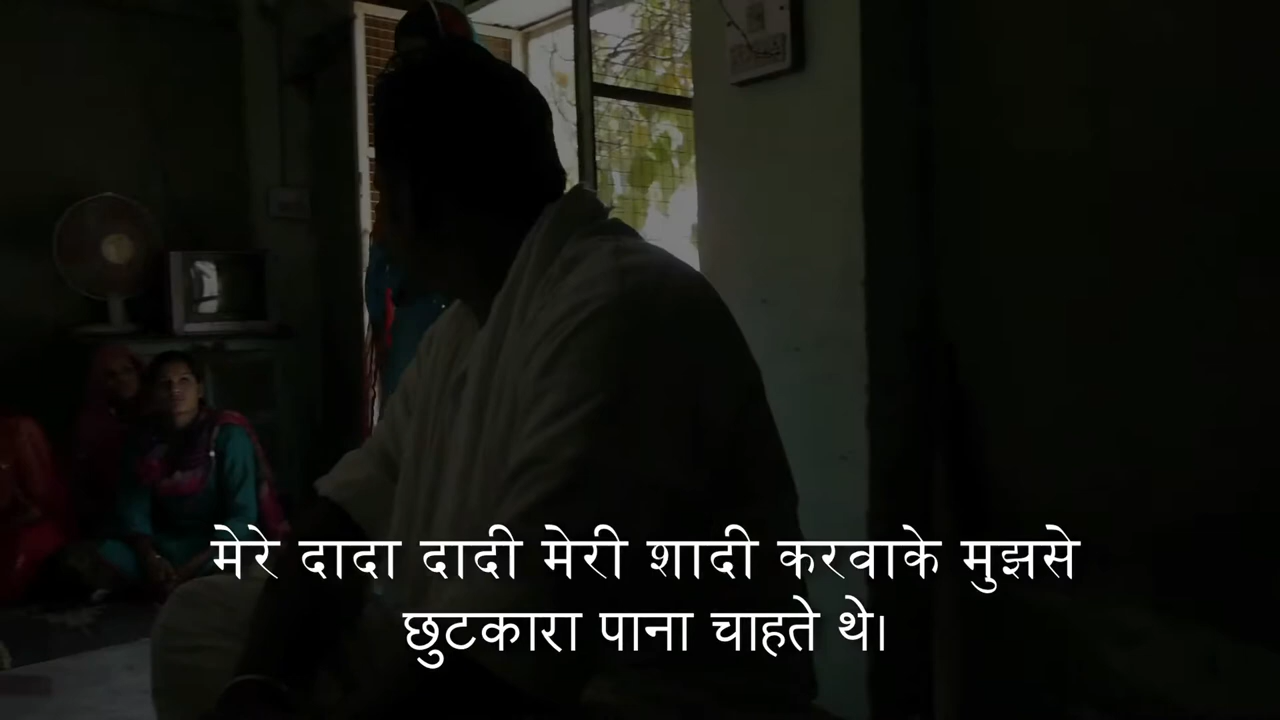 मेरे दादा दादी मेरी शादी करवाके मुझसे
छुटकारा पाना चाहते थे।